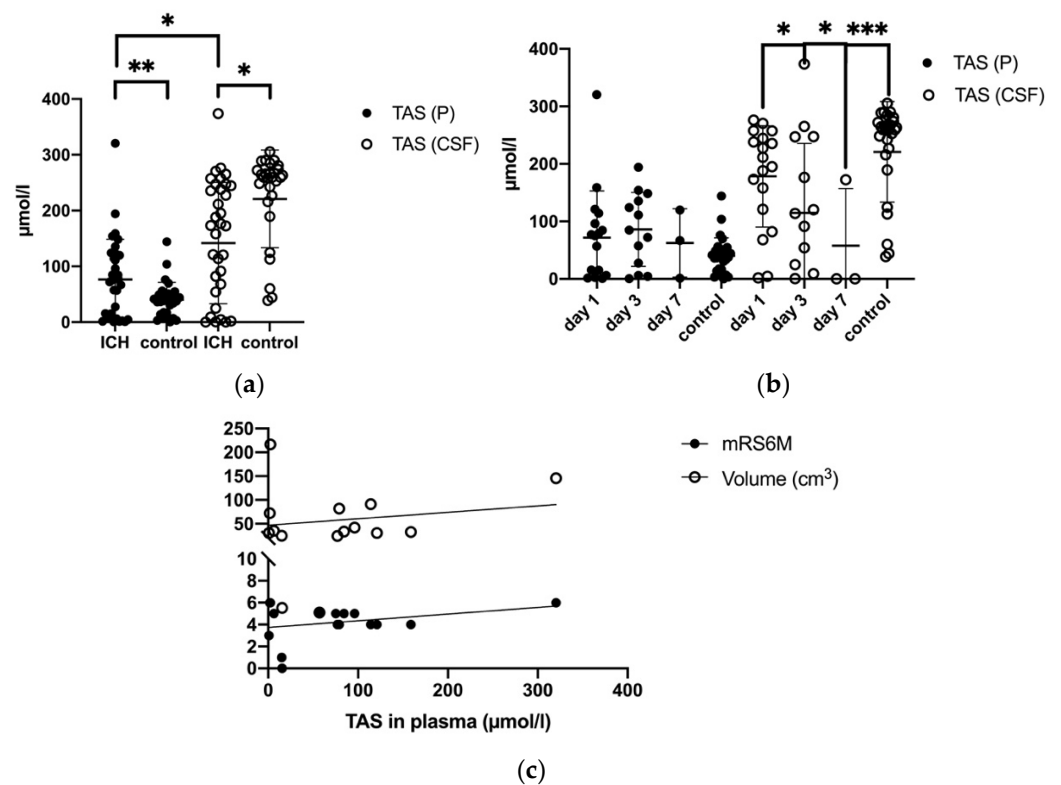 *
**
*
400
300
200
100
0
µmol/l
ICH
control
ICH
control
TAS (P)
TAS (CSF)
(a)
*
*
***
400
300
200
100
0
µmol/l
day 1
day 3
day 7
control
day 1
day 3
day 7
control
TAS (P)
TAS (CSF)
(b)
250
200
150
100
50
10
8
6
4
2
0
0
100
200
300
400
TAS in plasma (µmol/l)
mRS6M
Volume (cm³)
(c)